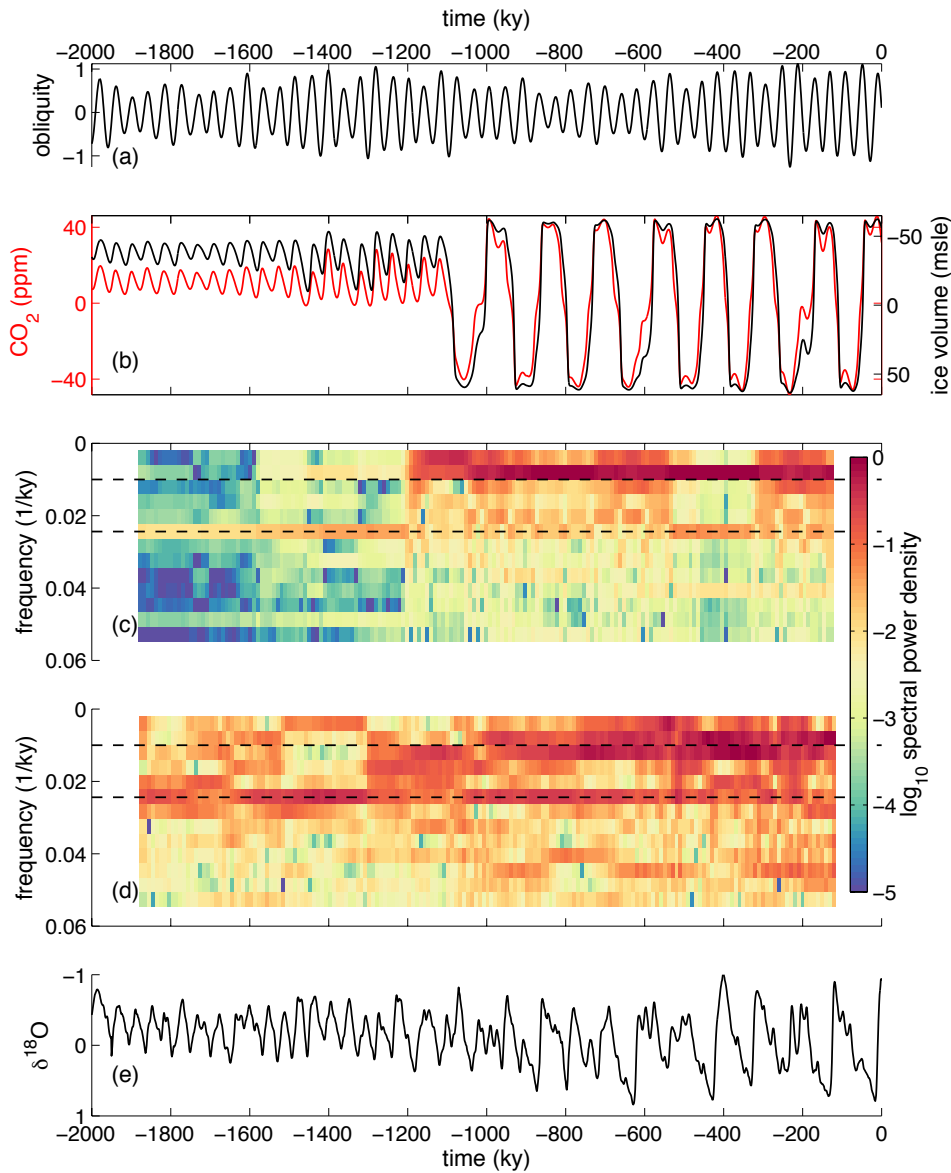 time (ky)
−2000 −1800 −1600 −1400 −1200 −1000 −800 −600 −400 −200 0
1
0
−1
obliquity
(a)
40
0
−40
CO2 (ppm)
−50
0
50
ice volume (msle)
(b)
0
0.02
0.04
0.06
frequency (1/ky)
(c)
0
−1
−2
−3
−4
−5
log10 spectral power density
0
0.02
0.04
0.06
frequency (1/ky)
(d)
−1
0
1
δ18O
(e)
−2000 −1800 −1600 −1400 −1200 −1000 −800 −600 −400 −200 0
time (ky)